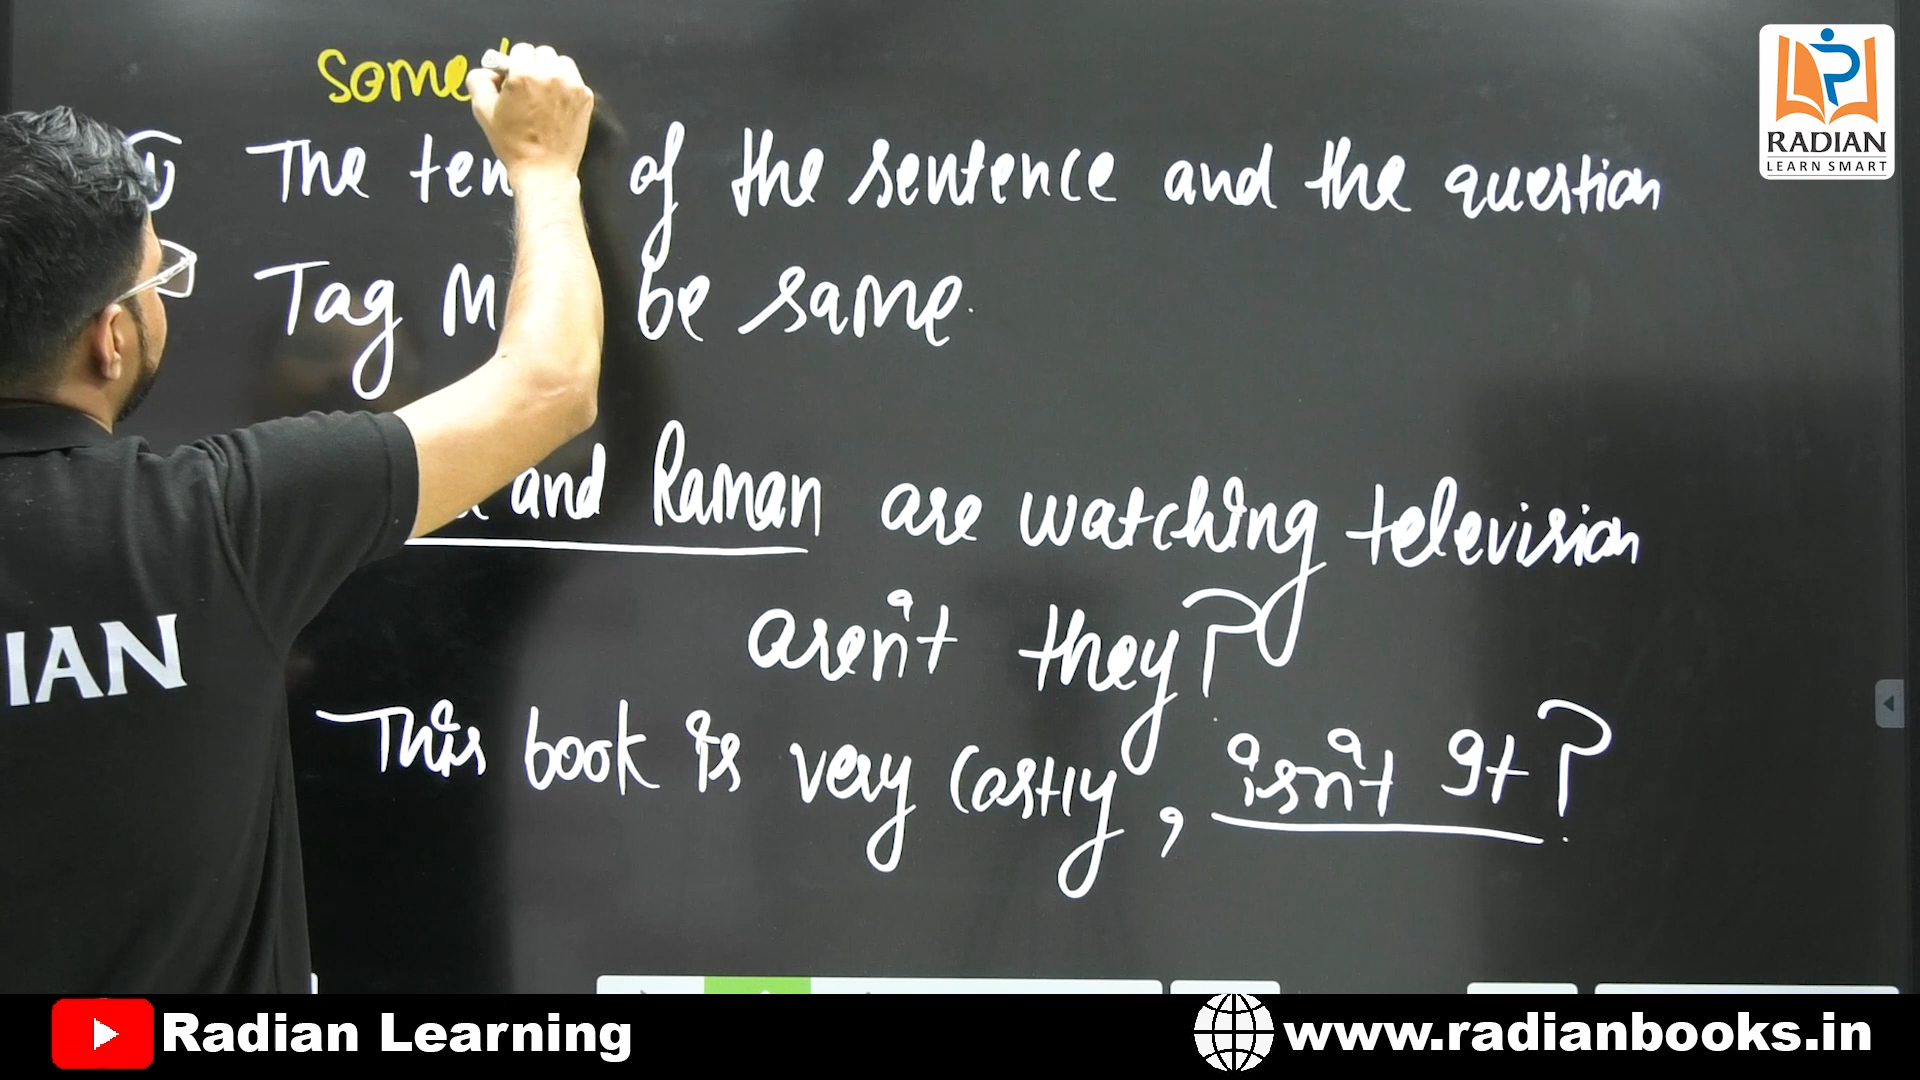 some
The ten of the sentence and the question
Tag M be same.
and Raman are watching television
aren't they?
This book is very costly, isn't It?
IAN
RADIAN
LEARN SMART
Radian Learning
www.radianbooks.in